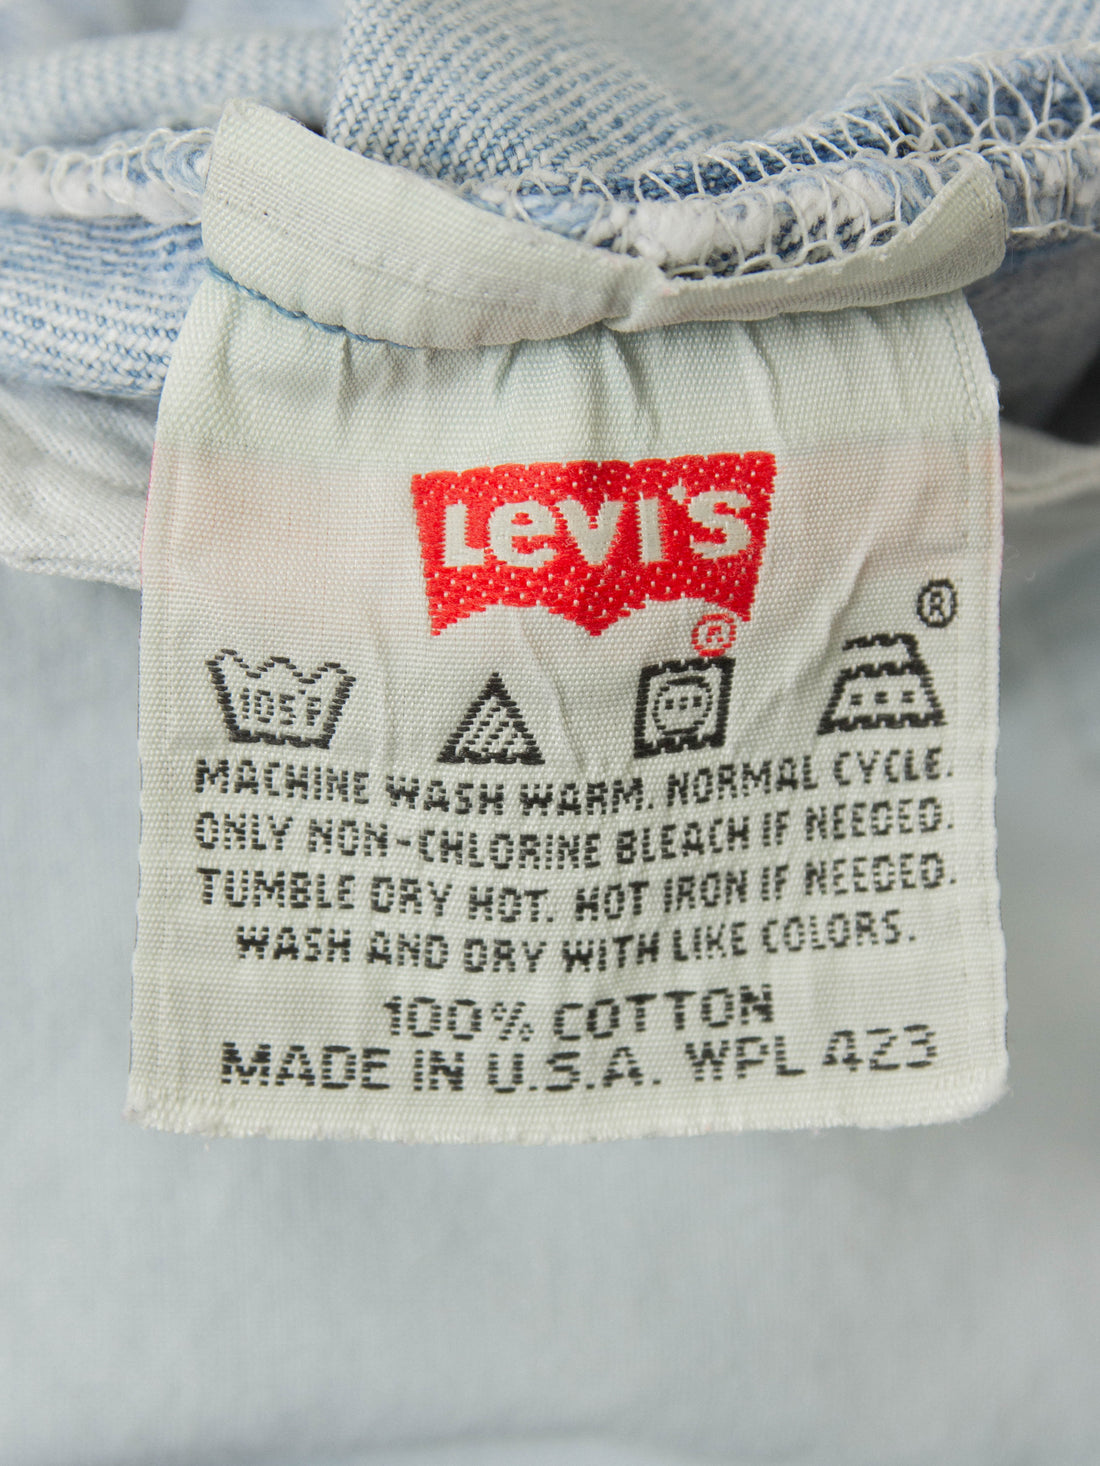 Levi's
®
®
105°F
MACHINE WASH WARM. NORMAL CYCLE.
ONLY NON-CHLORINE BLEACH IF NEEDED.
TUMBLE DRY HOT. HOT IRON IF NEEDED.
WASH AND DRY WITH LIKE COLORS.
100% COTTON
MADE IN U.S.A. WPL 423